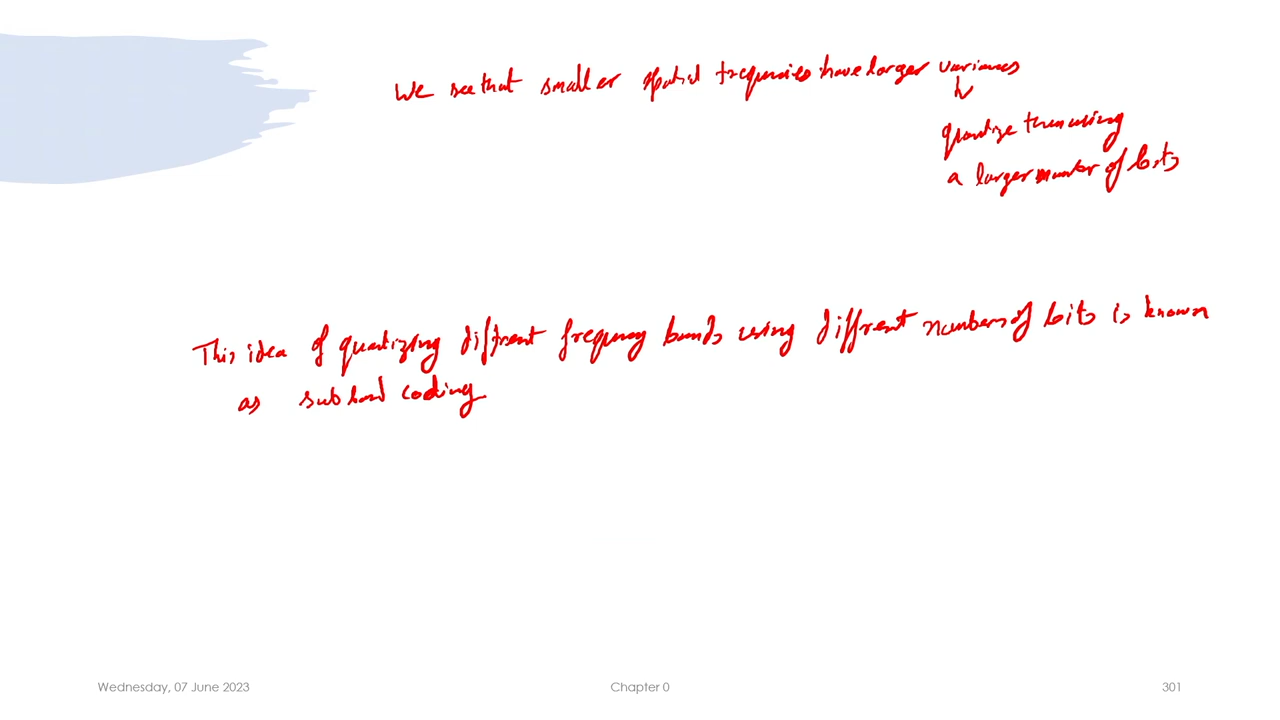 We see that smaller spatial frequencies have larger variances
quantize them using
a larger number of bits
This idea of quantizing different frequency bands using different numbers of bits is known
as subband coding
Wednesday, 07 June 2023
Chapter 0
301